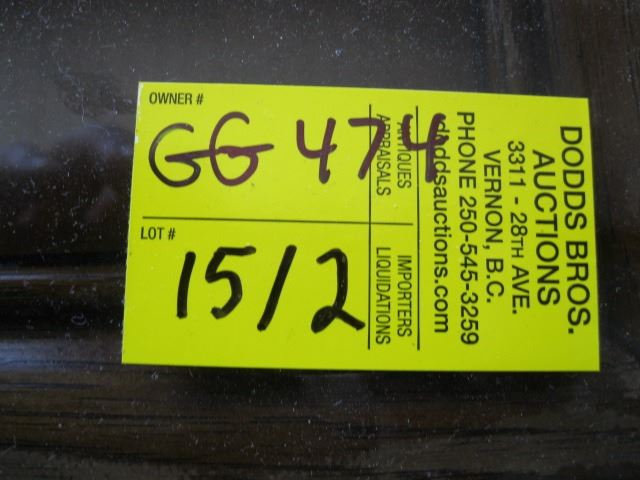 OWNER #
GG 474
LOT #
15/2
DODDS BROS.
AUCTIONS
3311 - 28TH AVE.
VERNON, B.C.
PHONE 250-545-3259
doddsauctions.com
ANTIQUES
APPRAISALS
IMPORTERS
LIQUIDATIONS